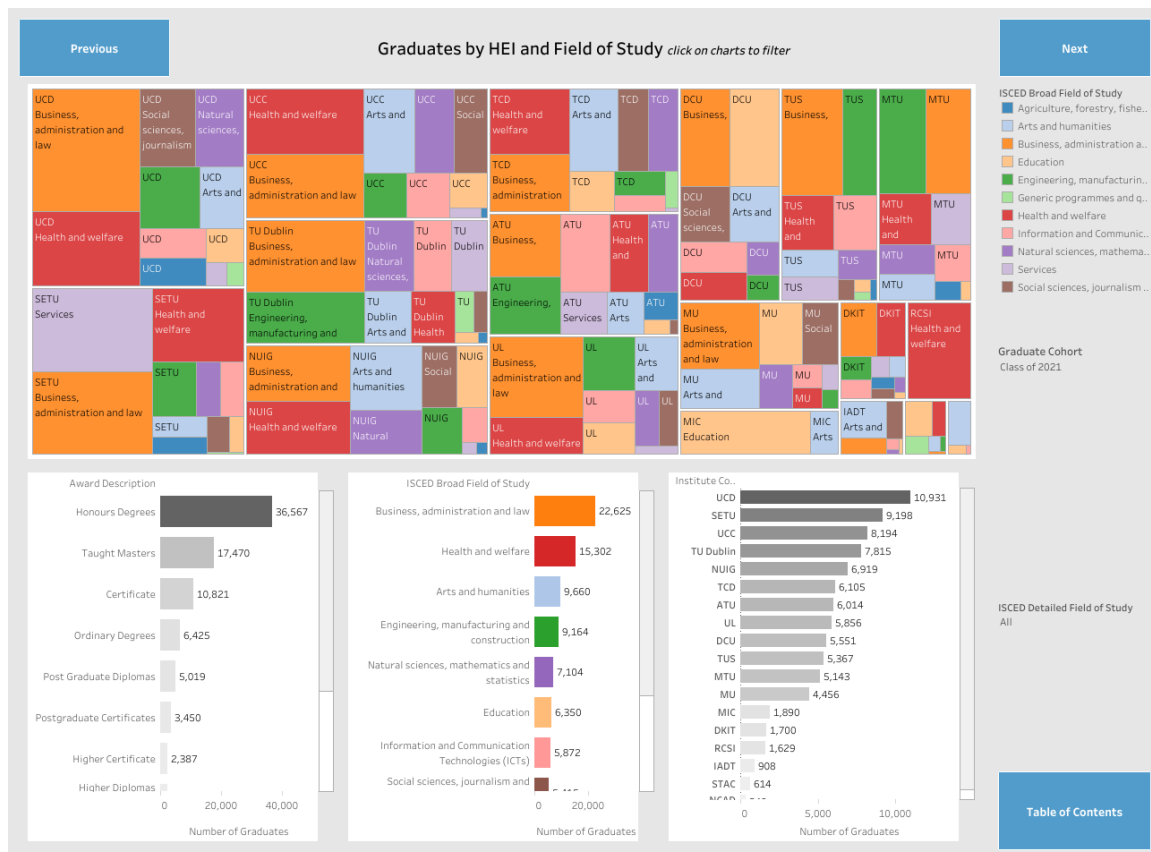 Previous
Graduates by HEI and Field of Study click on charts to filter
Next
UCD
Business,
administration and
law
UCD
Social
sciences,
journalism
UCD
Natural
sciences,
UCD
UCD
Arts and
UCD
Health and welfare
UCD
UCD
UCD
SETU
Services
SETU
Health and
welfare
SETU
Business,
administration and law
SETU
SETU
UCC
Health and welfare
UCC
Arts and
UCC
UCC
Social
UCC
Business,
administration and law
UCC
UCC
UCC
TU Dublin
Business,
administration and law
TU
Dublin
Natural
sciences,
TU
Dublin
TU
Dublin
TU Dublin
Engineering,
manufacturing and
TU
Dublin
Arts and
TU
Dublin
Health
TU
NUIG
Business,
administration and
NUIG
Arts and
humanities
NUIG
Social
NUIG
NUIG
Health and welfare
NUIG
Natural
NUIG
TCD
Health and
welfare
TCD
Arts and
TCD
TCD
TCD
Business,
administration
TCD
TCD
ATU
Business,
ATU
ATU
Health
and
ATU
ATU
Engineering,
ATU
Services
ATU
Arts
ATU
UL
Business,
administration and
law
UL
UL
Arts
and
UL
UL
UL
UL
Health and welfare
UL
DCU
Business,
DCU
DCU
Social
sciences,
DCU
Arts and
DCU
DCU
DCU
DCU
TUS
Business,
TUS
TUS
Health
and
TUS
TUS
TUS
TUS
MTU
MTU
MTU
Health
and
MTU
MTU
MTU
MTU
MU
Business,
administration
and law
MU
MU
Social
MU
Arts and
MU
MU
MU
MIC
Education
MIC
Arts
DKIT
DKIT
DKIT
RCSI
Health and
welfare
IADT
Arts and
ISCED Broad Field of Study
Agriculture, forestry, fishe..
Arts and humanities
Business, administration a..
Education
Engineering, manufacturin..
Generic programmes and q..
Health and welfare
Information and Communic..
Natural sciences, mathema..
Services
Social sciences, journalism ..
Graduate Cohort
Class of 2021
ISCED Detailed Field of Study
All
Award Description
Honours Degrees 36,567
Taught Masters 17,470
Certificate 10,821
Ordinary Degrees 6,425
Post Graduate Diplomas 5,019
Postgraduate Certificates 3,450
Higher Certificate 2,387
Higher Diplomas
0 20,000 40,000
Number of Graduates
ISCED Broad Field of Study
Business, administration and law 22,625
Health and welfare 15,302
Arts and humanities 9,660
Engineering, manufacturing and
construction 9,164
Natural sciences, mathematics and
statistics 7,104
Education 6,350
Information and Communication
Technologies (ICTs) 5,872
Social sciences, journalism and
0 20,000
Number of Graduates
Institute Co..
UCD 10,931
SETU 9,198
UCC 8,194
TU Dublin 7,815
NUIG 6,919
TCD 6,105
ATU 6,014
UL 5,856
DCU 5,551
TUS 5,367
MTU 5,143
MU 4,456
MIC 1,890
DKIT 1,700
RCSI 1,629
IADT 908
STAC 614
0 5,000 10,000
Number of Graduates
Table of Contents